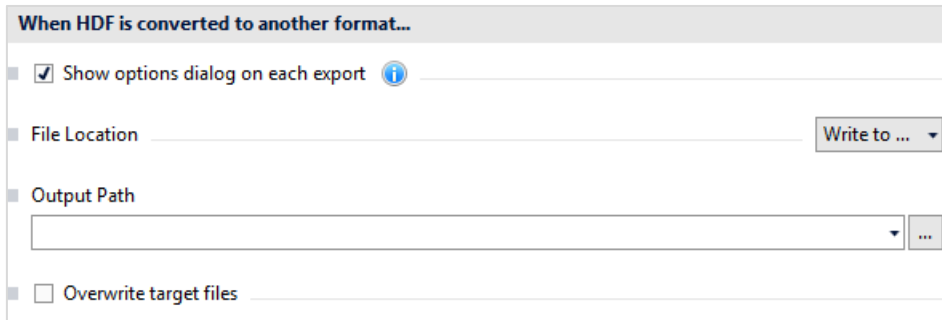 When HDF is converted to another format...
Show options dialog on each export
File Location
Write to ...
Output Path
...
Overwrite target files